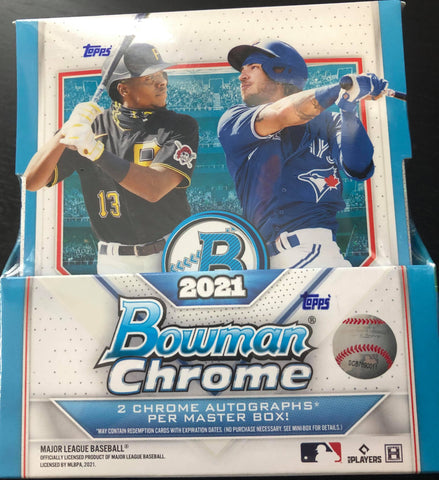 Topps
13
B
2021
Topps
Bowman®
Chrome
2 CHROME AUTOGRAPHS*
PER MASTER BOX!
*MAY CONTAIN REDEMPTION CARDS WITH EXPIRATION DATES. (NO PURCHASE NECESSARY. SEE MINI-BOX FOR DETAILS.)
MAJOR LEAGUE BASEBALL®
OFFICIALLY LICENSED PRODUCT OF MAJOR LEAGUE BASEBALL.
LICENSED BY MLBPA, 2021.
PLAYERS